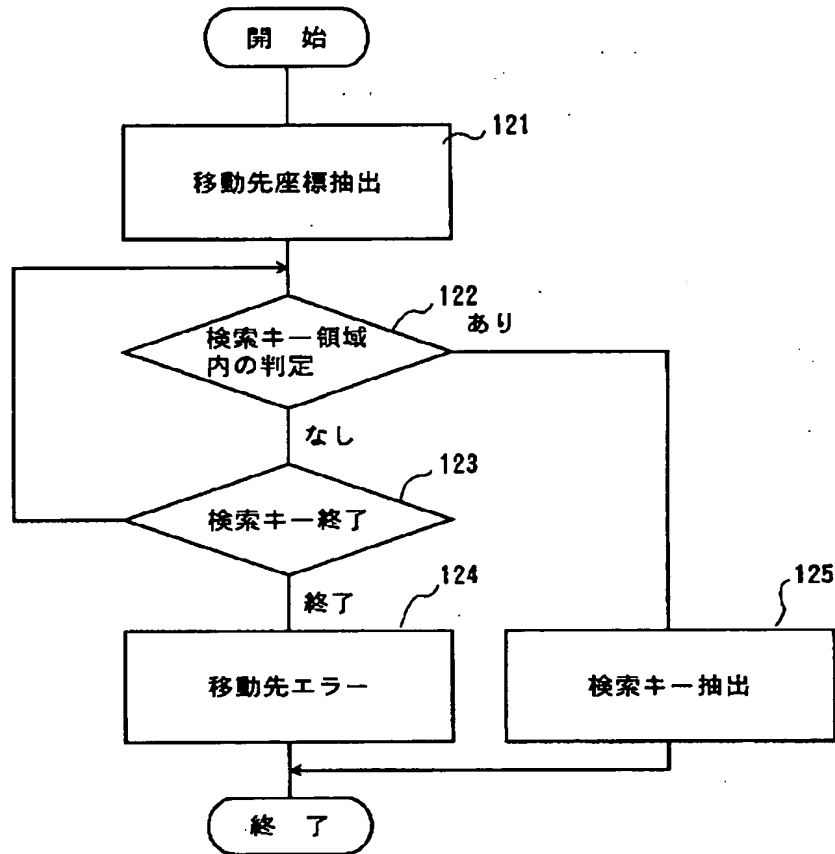 開 始
121
移動先座標抽出
122
あり
検索キー領域
内の判定
なし
123
検索キー終了
124
終了
125
移動先エラー
検索キー抽出
終 了